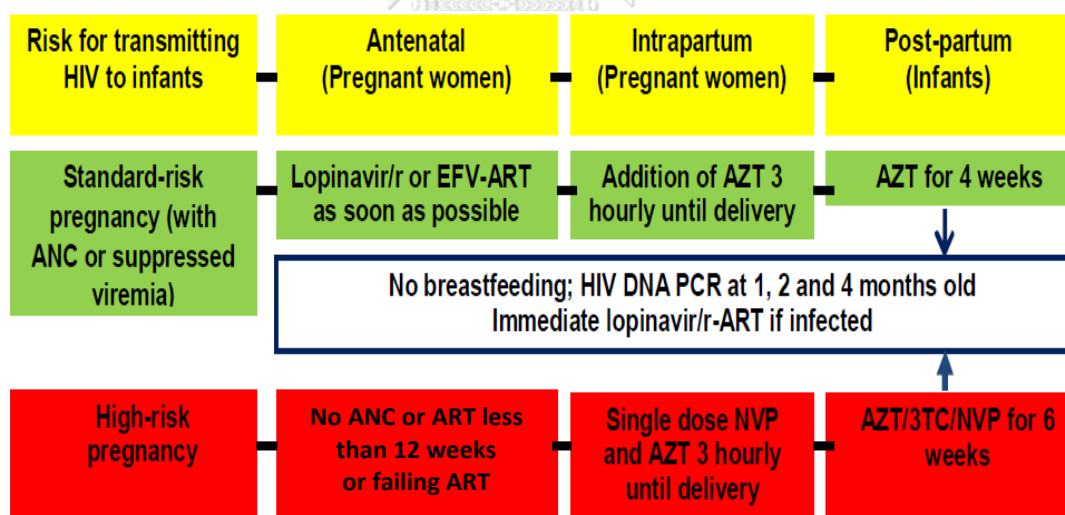 Risk for transmitting
HIV to infants
Antenatal
(Pregnant women)
Intrapartum
(Pregnant women)
Post-partum
(Infants)
Standard-risk
pregnancy (with
ANC or suppressed
viremia)
Lopinavir/r or EFV-ART
as soon as possible
Addition of AZT 3
hourly until delivery
AZT for 4 weeks
No breastfeeding; HIV DNA PCR at 1, 2 and 4 months old
Immediate lopinavir/r-ART if infected
High-risk
pregnancy
No ANC or ART less
than 12 weeks
or failing ART
Single dose NVP
and AZT 3 hourly
until delivery
AZT/3TC/NVP for 6
weeks